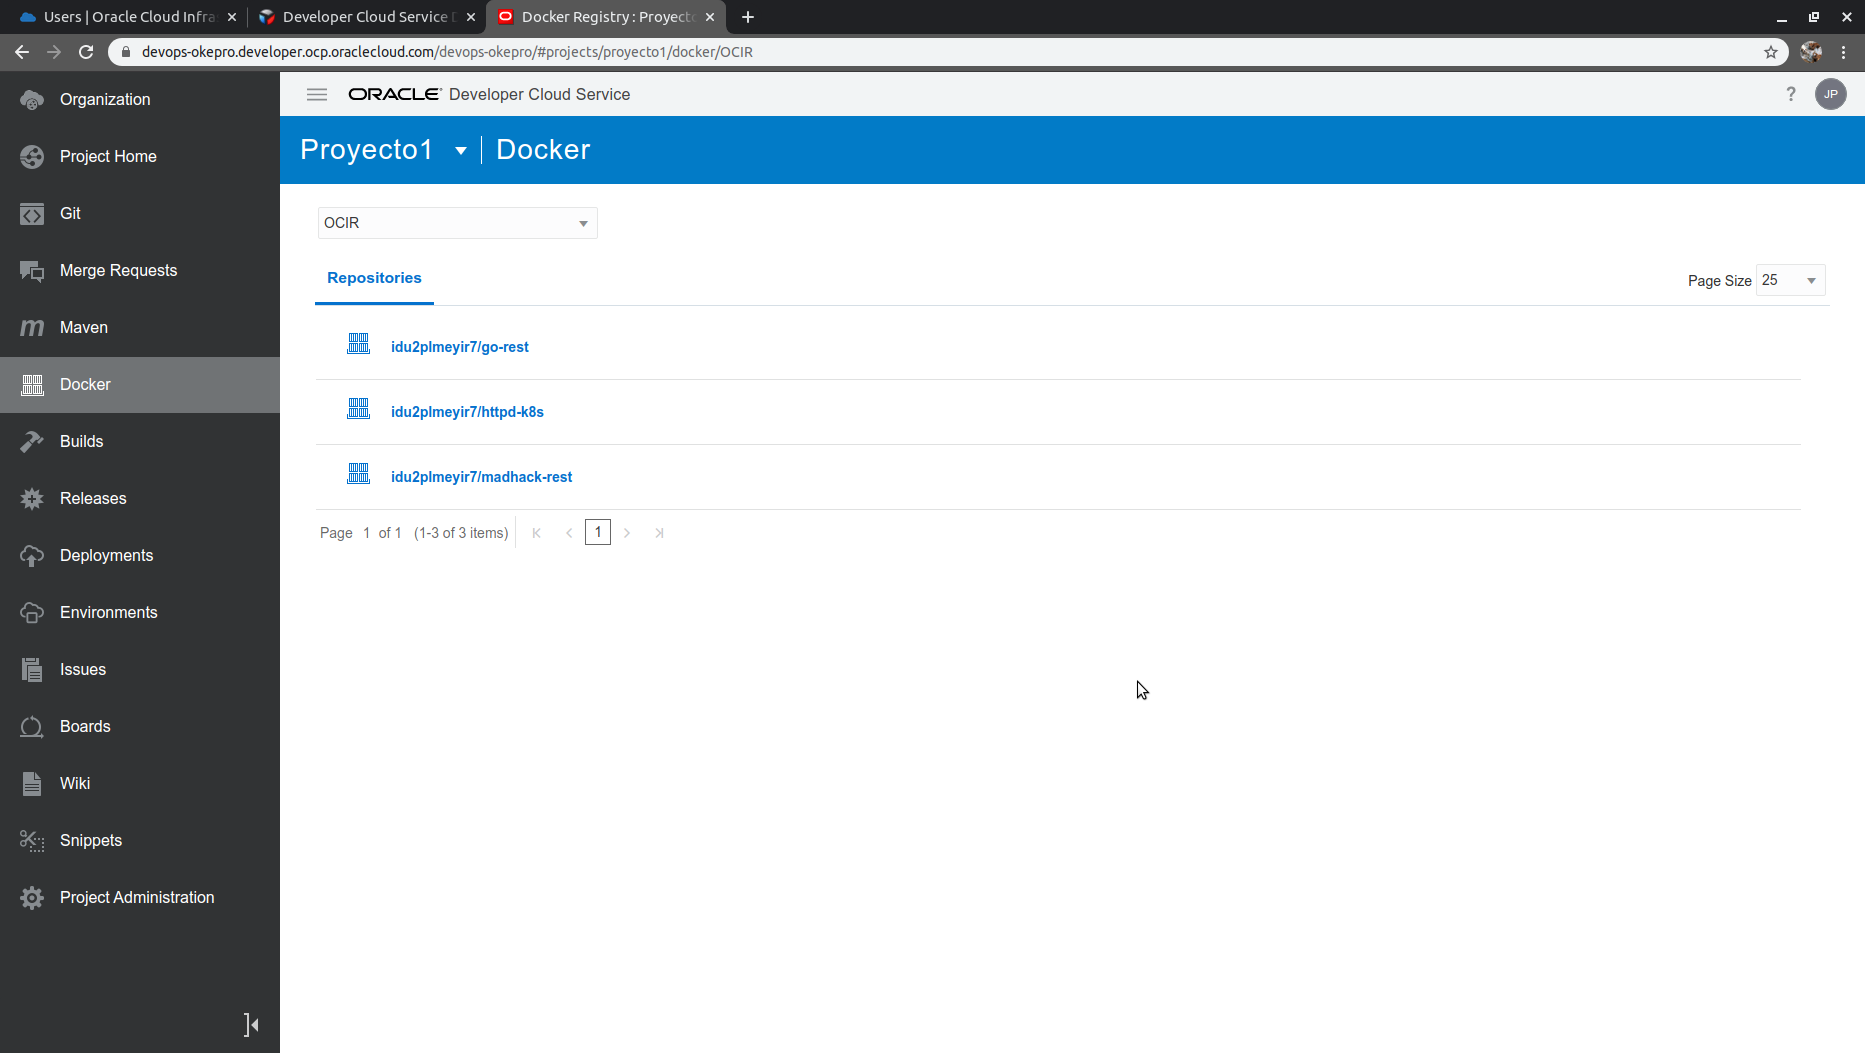 Users | Oracle Cloud Infra
Developer Cloud Service D
Docker Registry : Proyecto
devops-okepro.developer.ocp.oraclecloud.com/devops-okepro/#projects/proyecto1/docker/OCIR
Organization
Project Home
Git
Merge Requests
Maven
Docker
Builds
Releases
Deployments
Environments
Issues
Boards
Wiki
Snippets
Project Administration
ORACLE Developer Cloud Service
? JP
Proyecto1 Docker
OCIR
Repositories
Page Size 25
idu2plmeyir7/go-rest
idu2plmeyir7/httpd-k8s
idu2plmeyir7/madhack-rest
Page 1 of 1 (1-3 of 3 items) 1